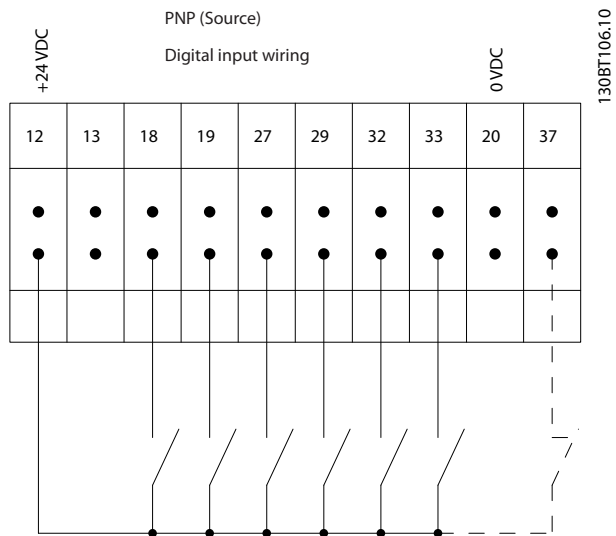 PNP (Source)
Digital input wiring
+24 VDC
0 VDC
130BT106.10
12 13 18 19 27 29 32 33 20 37